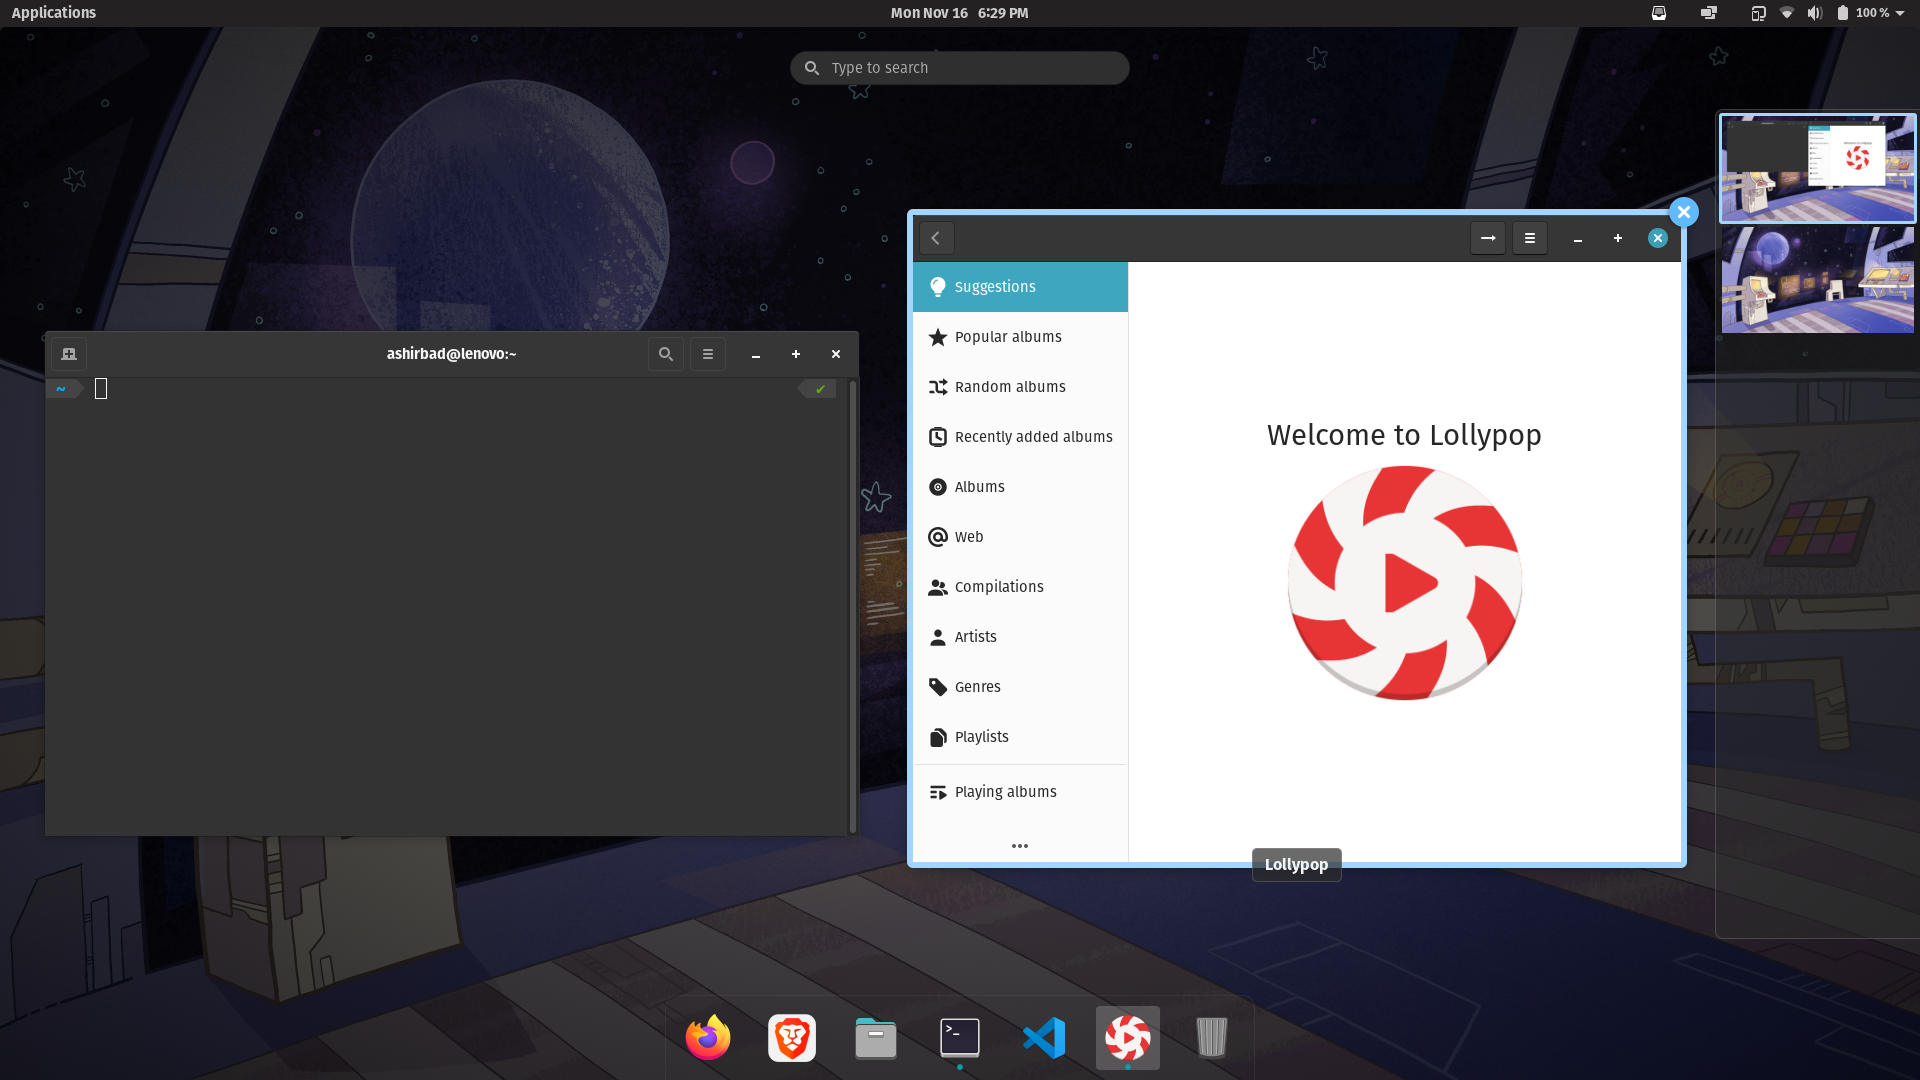 Applications
Mon Nov 16 6:29 PM
100 %
Type to search
ashirbad@lenovo:~
~
>_
Suggestions
Popular albums
Random albums
Recently added albums
Albums
Web
Compilations
Artists
Genres
Playlists
Playing albums
Welcome to Lollypop
Lollypop